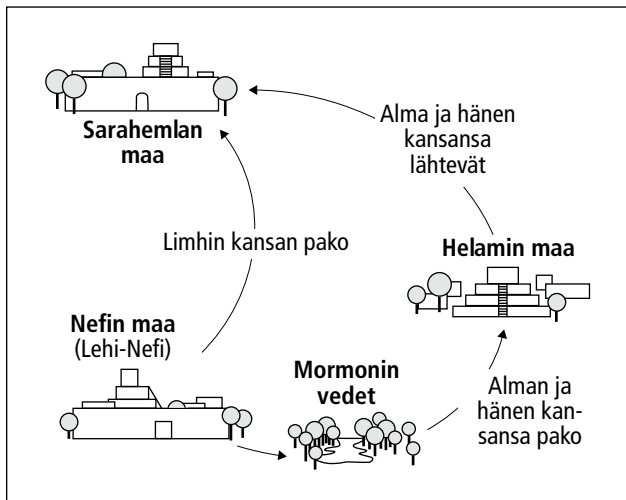 Sarahemlan
maa
Alma ja hänen
kansansa
lähtevät
Limhin kansan pako
Helamin maa
Nefin maa
(Lehi-Nefi)
Mormonin
vedet
Alman ja
hänen kan-
sansa pako